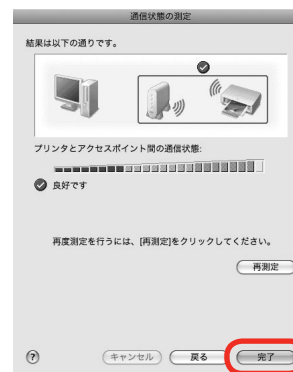 通信状態の測定
結果は以下の通りです。
プリンタとアクセスポイント間の通信状態:
良好です
再度測定を行うには、[再測定]をクリックしてください。
再測定
? キャンセル 戻る 完了